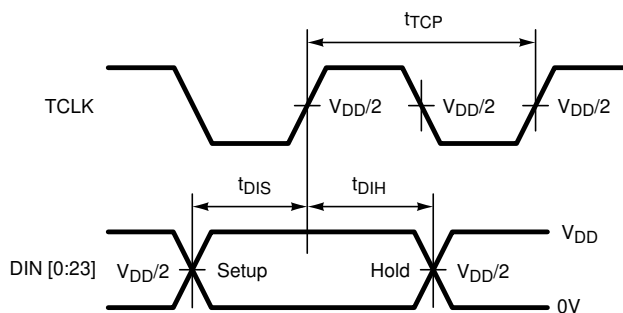 tTCP
TCLK
VDD/2
VDD/2
VDD/2
tDIS
tDIH
DIN [0:23]
VDD/2
Setup
Hold
VDD/2
VDD
0V